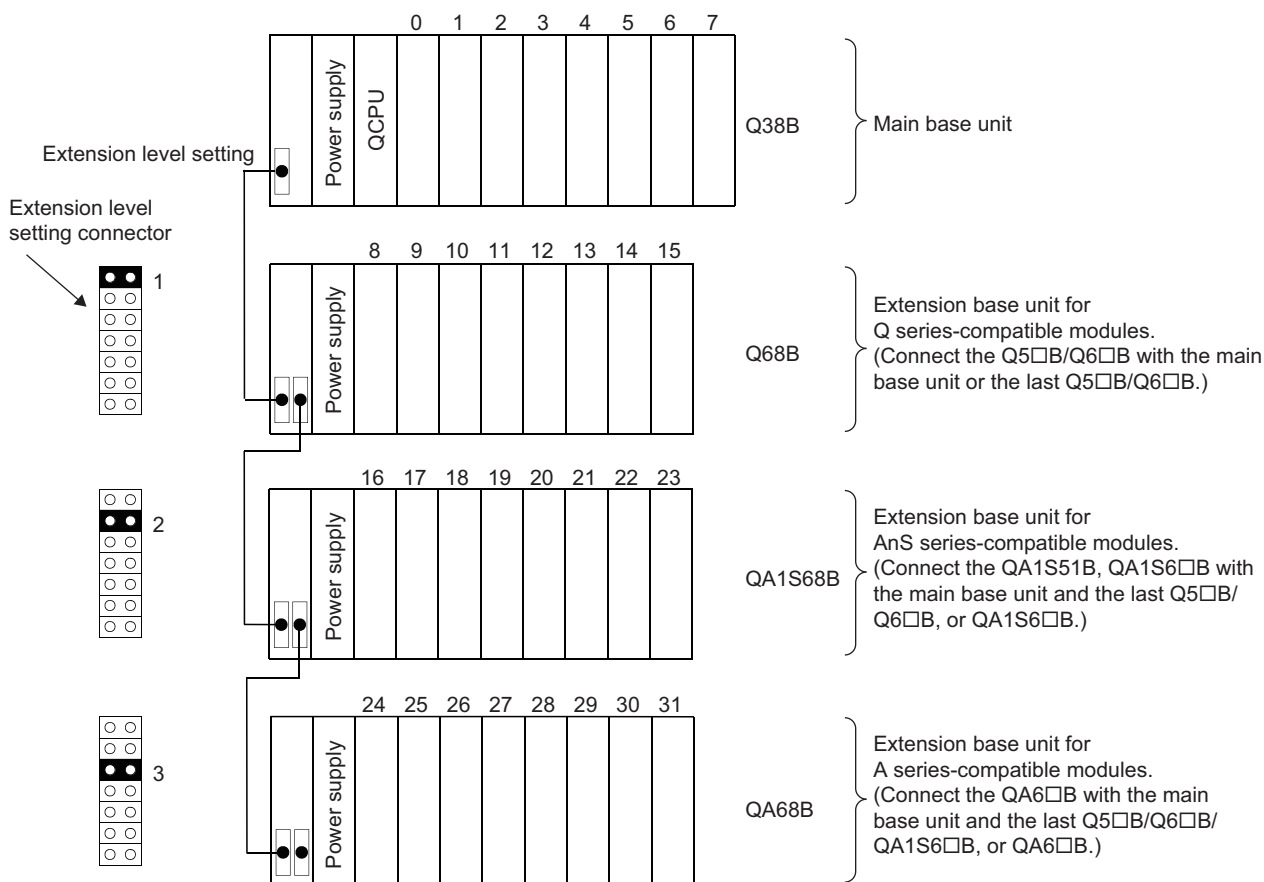 0 1 2 3 4 5 6 7
Power supply
QCPU
Q38B
Main base unit
Extension level setting
Extension level
setting connector
1
8 9 10 11 12 13 14 15
Power supply
Q68B
Extension base unit for
Q series-compatible modules.
(Connect the Q5□B/Q6□B with the main
base unit or the last Q5□B/Q6□B.)
2
16 17 18 19 20 21 22 23
Power supply
QA1S68B
Extension base unit for
AnS series-compatible modules.
(Connect the QA1S51B, QA1S6□B with
the main base unit and the last Q5□B/
Q6□B, or QA1S6□B.)
3
24 25 26 27 28 29 30 31
Power supply
QA68B
Extension base unit for
A series-compatible modules.
(Connect the QA6□B with the main
base unit and the last Q5□B/Q6□B/
QA1S6□B, or QA6□B.)